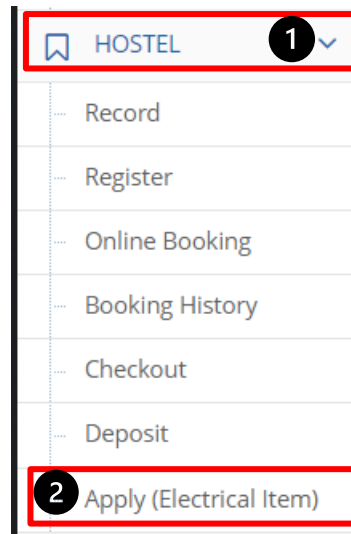 HOSTEL 1
Record
Register
Online Booking
Booking History
Checkout
Deposit
2 Apply (Electrical Item)